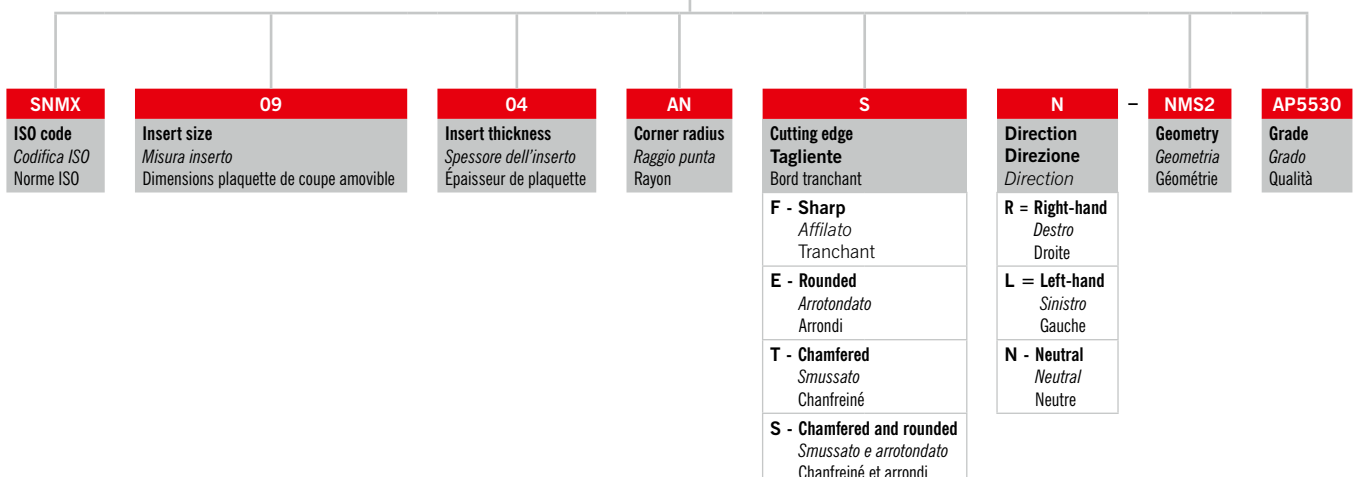 SNMX
09
04
AN
S
N
–
NMS2
AP5530
ISO code
Codifica ISO
Norme ISO
Insert size
Misura inserto
Dimensions plaquette de coupe amovible
Insert thickness
Spessore dell'inserto
Épaisseur de plaquette
Corner radius
Raggio punta
Rayon
Cutting edge
Tagliente
Bord tranchant
Direction
Direzione
Direction
Geometry
Geometria
Géométrie
Grade
Grado
Qualità
F - Sharp
Affilato
Tranchant
E - Rounded
Arrotondato
Arrondi
T - Chamfered
Smussato
Chanfreiné
S - Chamfered and rounded
Smussato e arrotondato
Chanfreiné et arrondi
R = Right-hand
Destro
Droite
L = Left-hand
Sinistro
Gauche
N - Neutral
Neutral
Neutre